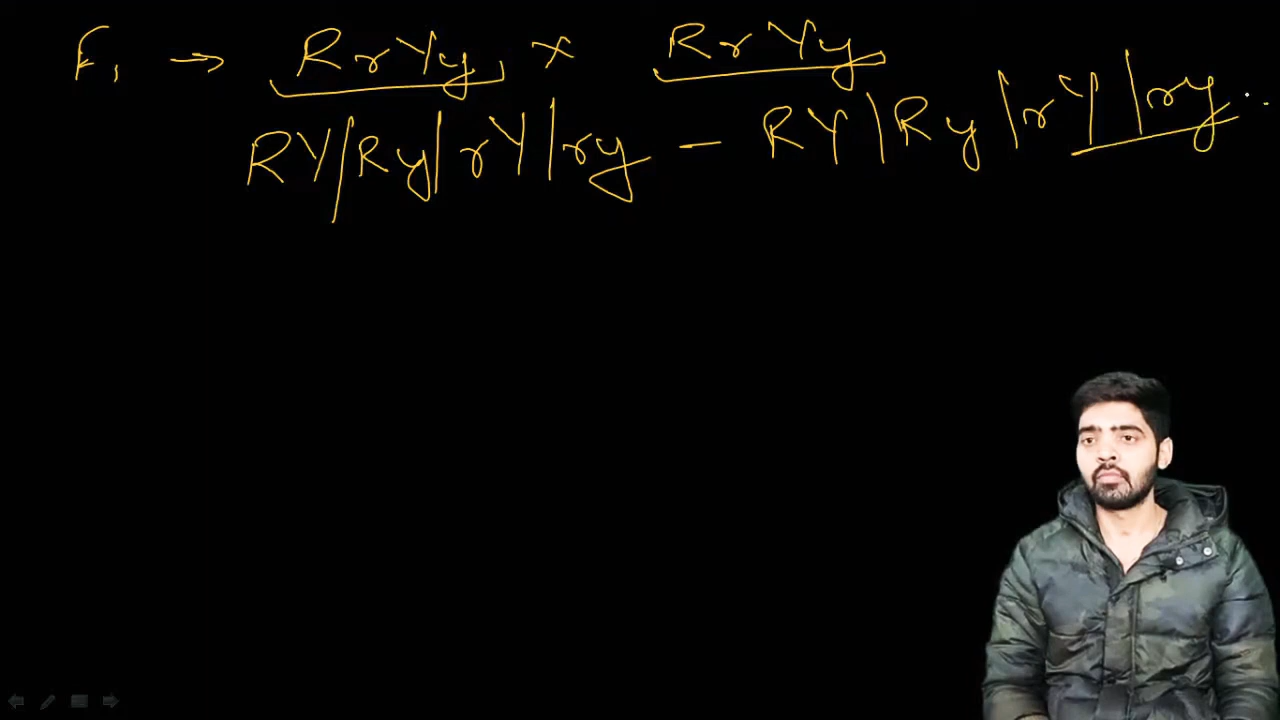 F₁ → RrYy × RrYy
RY | Ry | rY | ry — RY | Ry | rY | ry